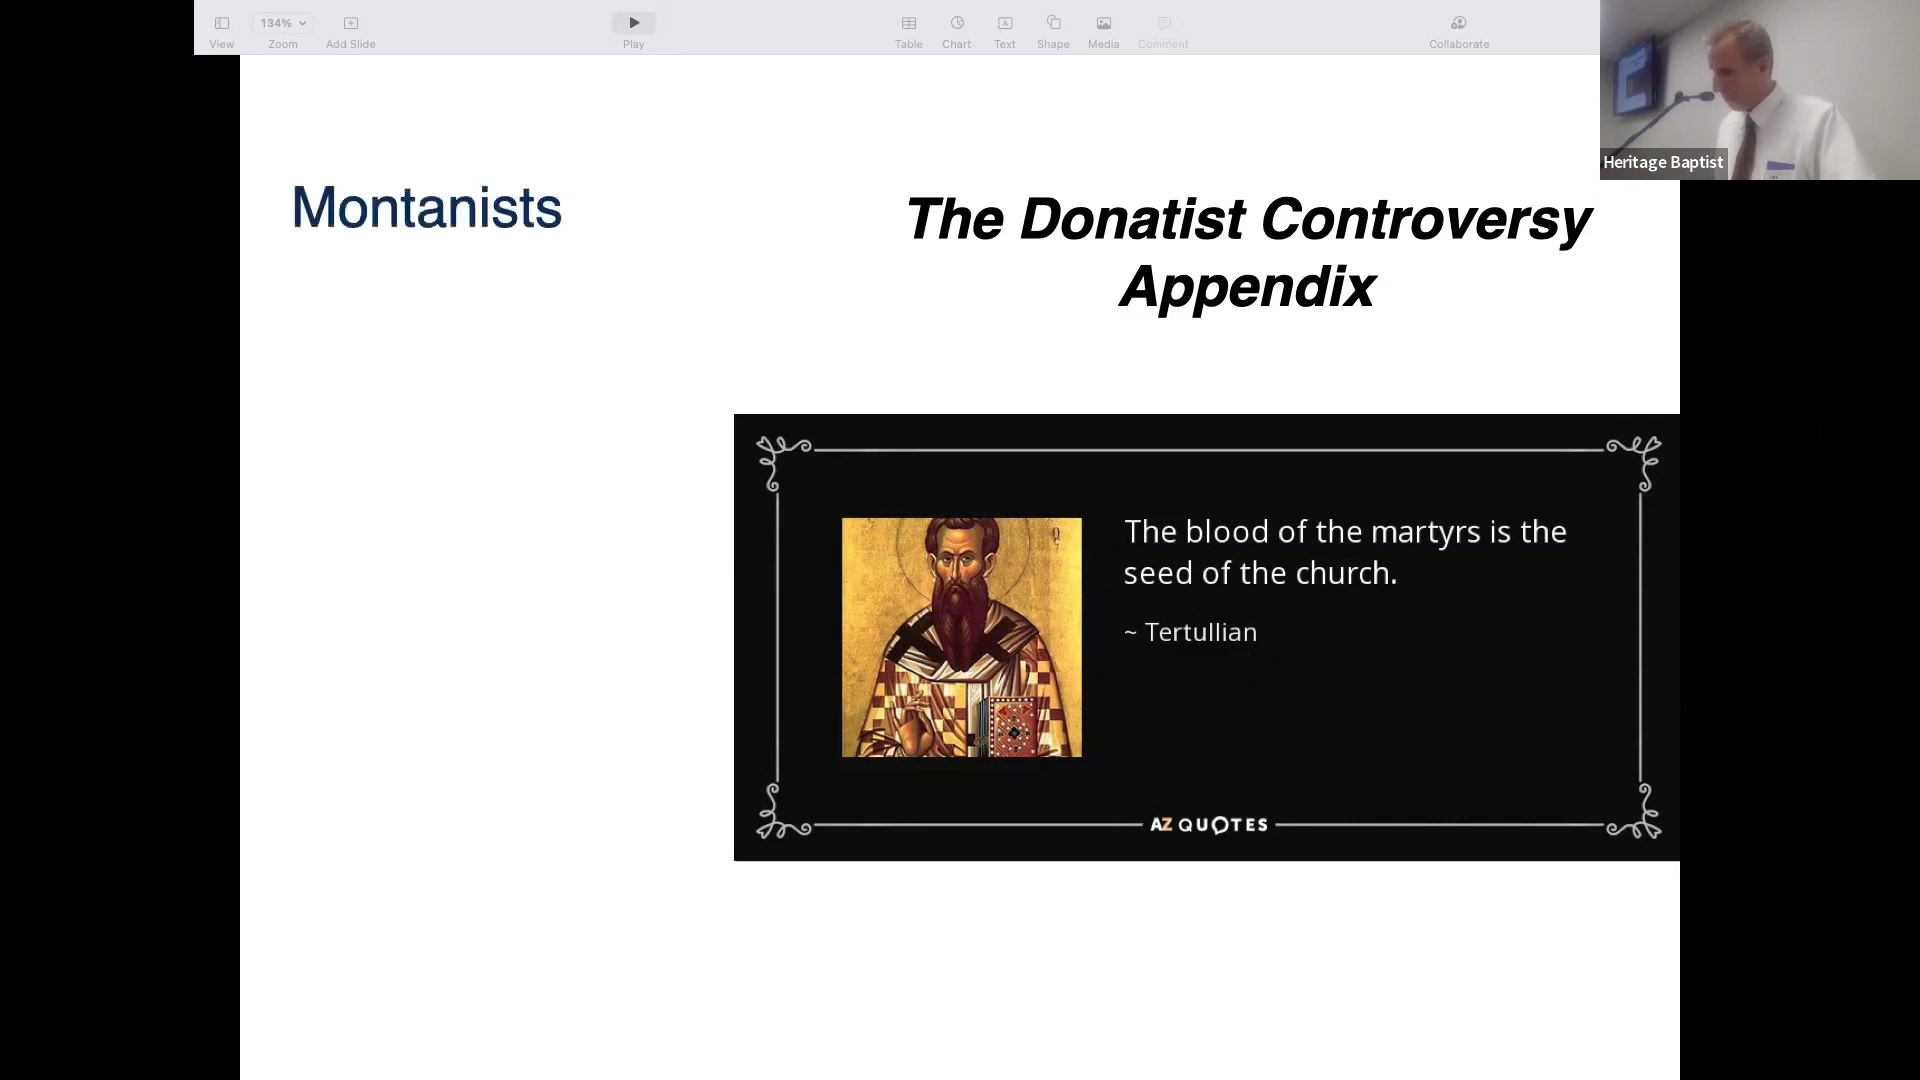 134%
View
Zoom
Add Slide
Play
Table
Chart
Text
Shape
Media
Comment
Collaborate
Heritage Baptist
Montanists
The Donatist Controversy
Appendix
The blood of the martyrs is the
seed of the church.
~ Tertullian
AZ QUOTES